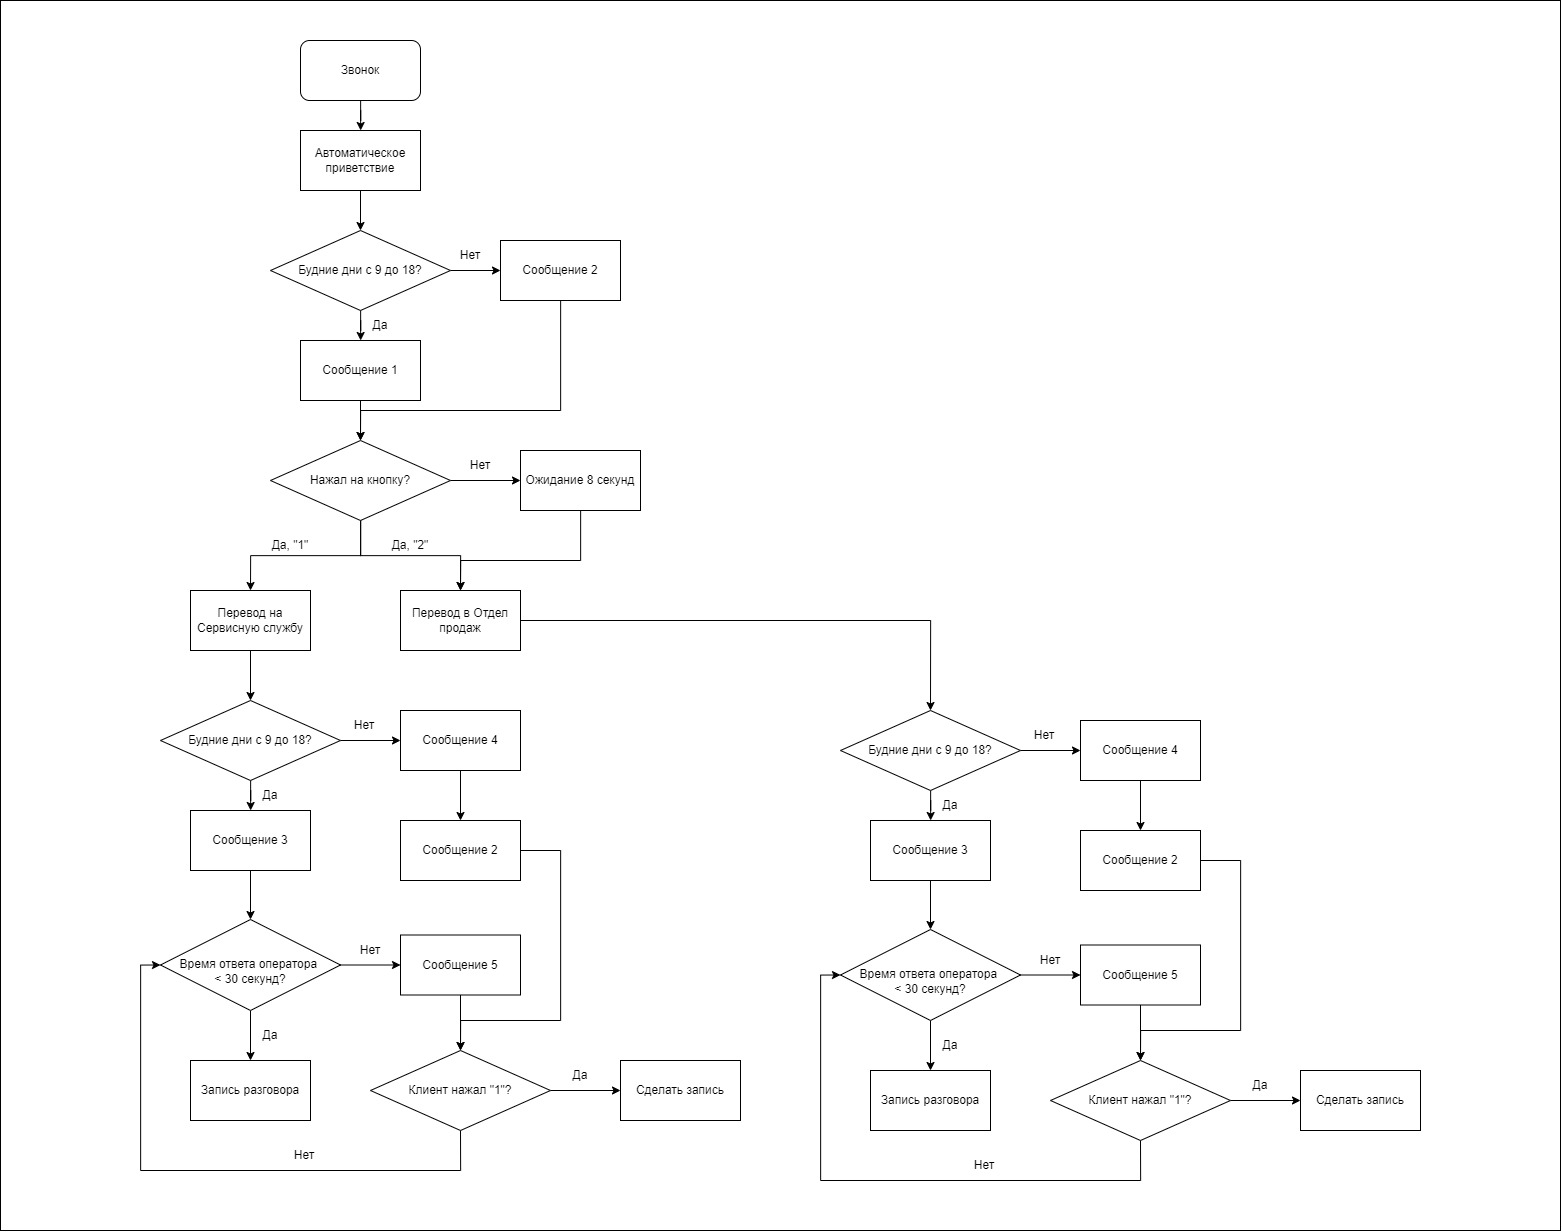 Звонок
Автоматическое
приветствие
Будние дни с 9 до 18?
Нет
Сообщение 2
Да
Сообщение 1
Нажал на кнопку?
Нет
Ожидание 8 секунд
Да, "1"
Да, "2"
Перевод на
Сервисную службу
Перевод в Отдел
продаж
Будние дни с 9 до 18?
Нет
Сообщение 4
Да
Сообщение 3
Сообщение 2
Время ответа оператора
< 30 секунд?
Нет
Сообщение 5
Да
Запись разговора
Клиент нажал "1"?
Да
Сделать запись
Нет
Будние дни с 9 до 18?
Нет
Сообщение 4
Да
Сообщение 3
Сообщение 2
Время ответа оператора
< 30 секунд?
Нет
Сообщение 5
Да
Запись разговора
Клиент нажал "1"?
Да
Сделать запись
Нет